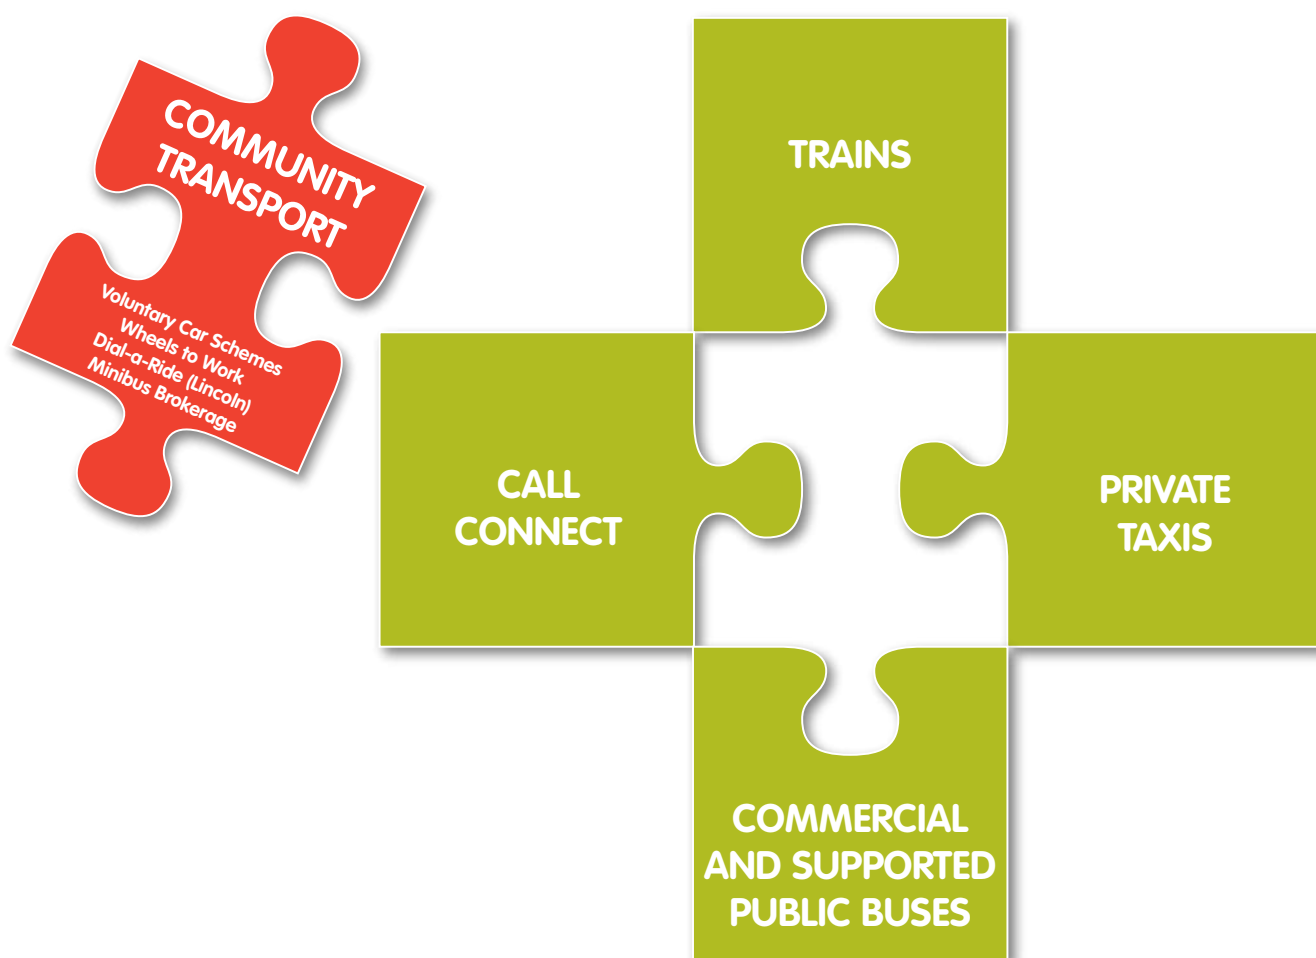 COMMUNITY
TRANSPORT
Voluntary Car Schemes
Wheels to Work
Dial-a-Ride (Lincoln)
Minibus Brokerage
TRAINS
CALL
CONNECT
PRIVATE
TAXIS
COMMERCIAL
AND SUPPORTED
PUBLIC BUSES